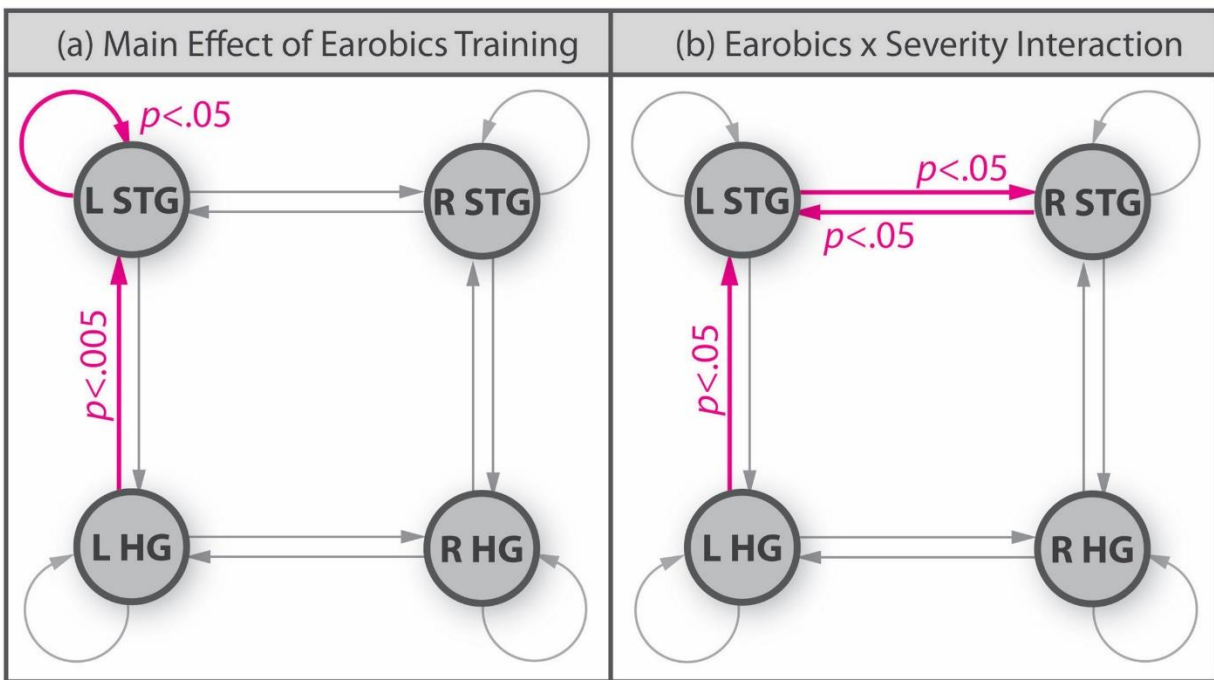 (a) Main Effect of Earobics Training
p<.05
L STG
R STG
p<.005
L HG
R HG
(b) Earobics x Severity Interaction
L STG
p<.05
p<.05
R STG
p<.05
L HG
R HG